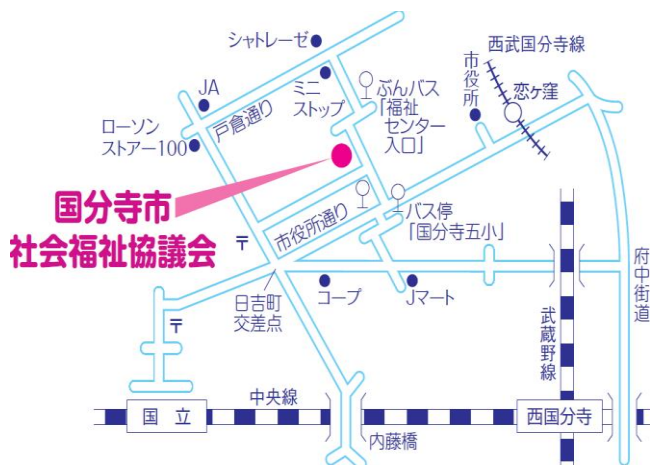 シャトレーゼ
西武国分寺線
JA
ミニ
ストップ
ぶんバス
「福祉
センター
入口」
市役所
恋ヶ窪
戸倉通り
ローソン
ストアー100
国分寺市
社会福祉協議会
市役所通り
バス停
「国分寺五小」
〒
日吉町
交差点
コープ
Jマート
府中街道
〒
武蔵野線
中央線
国立
西国分寺
内藤橋